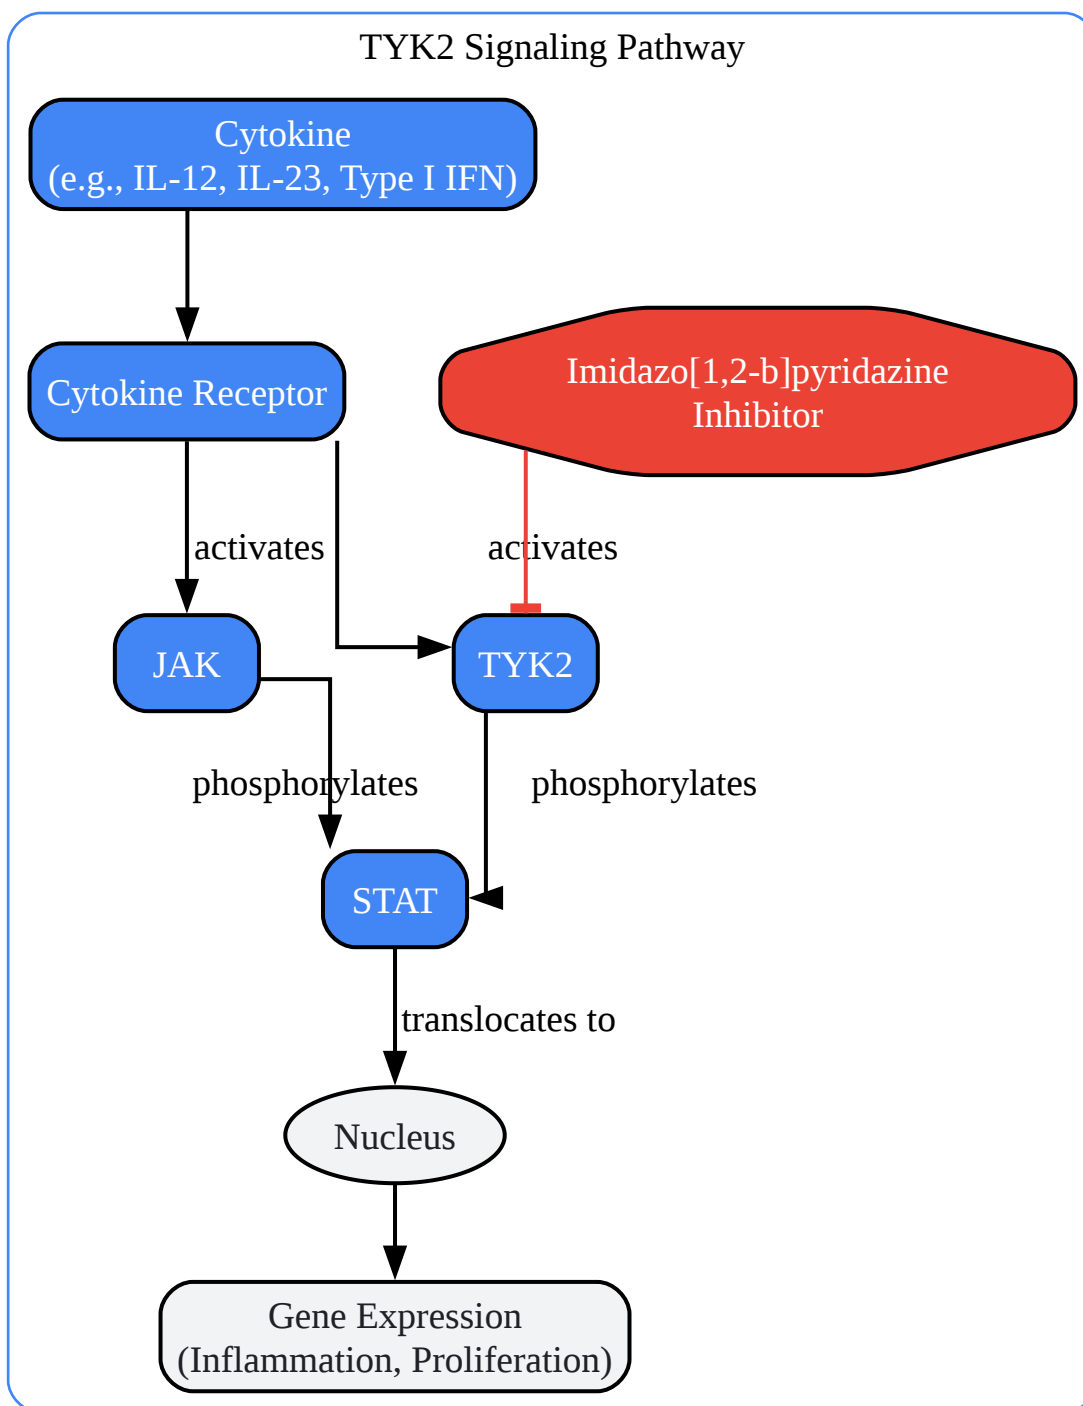 TYK2 Signaling Pathway
Cytokine
(e.g., IL-12, IL-23, Type I IFN)
Cytokine Receptor
Imidazo[1,2-b]pyridazine
Inhibitor
activates
activates
JAK
TYK2
phosphorylates
phosphorylates
STAT
translocates to
Nucleus
Gene Expression
(Inflammation, Proliferation)